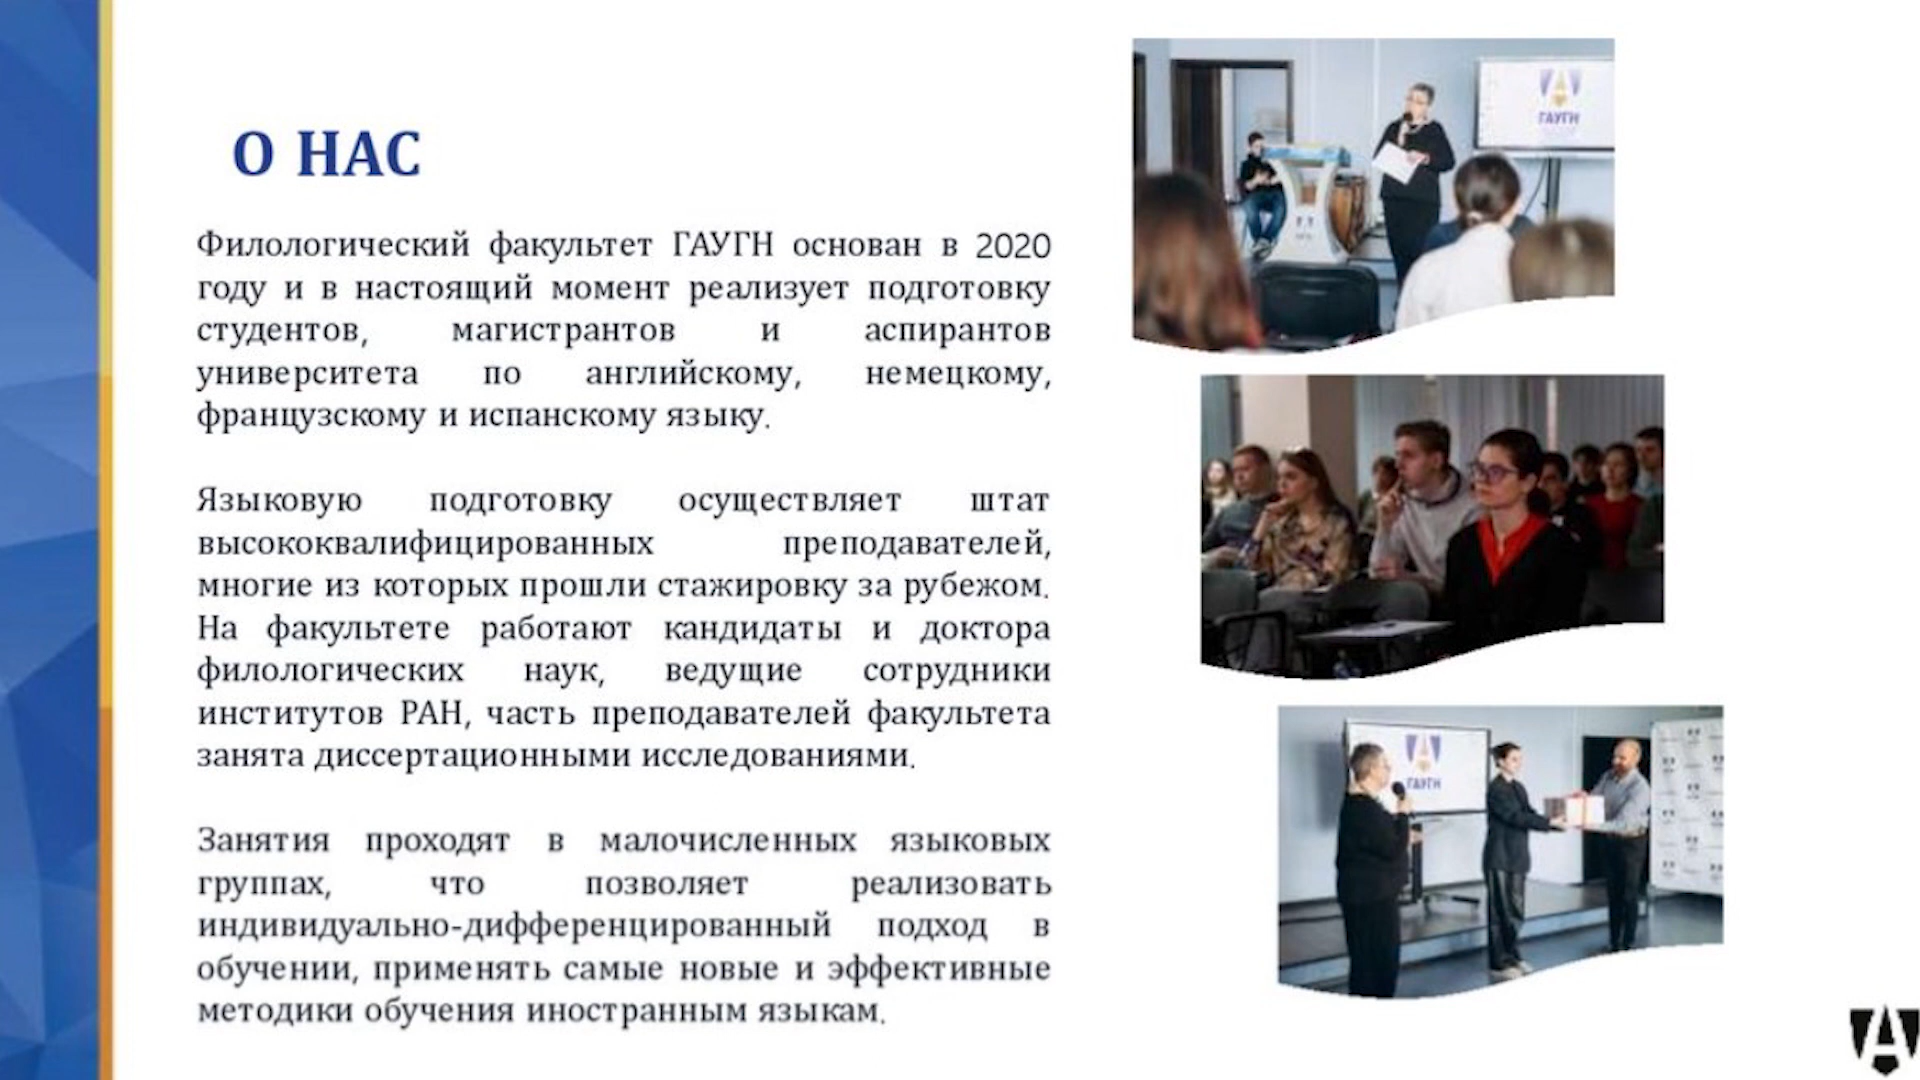 О НАС
Филологический факультет ГАУГН основан в 2020
году и в настоящий момент реализует подготовку
студентов, магистрантов и аспирантов
университета по английскому, немецкому,
французскому и испанскому языку.
Языковую подготовку осуществляет штат
высококвалифицированных преподавателей,
многие из которых прошли стажировку за рубежом.
На факультете работают кандидаты и доктора
филологических наук, ведущие сотрудники
институтов РАН, часть преподавателей факультета
занята диссертационными исследованиями.
Занятия проходят в малочисленных языковых
группах, что позволяет реализовать
индивидуально-дифференцированный подход в
обучении, применять самые новые и эффективные
методики обучения иностранным языкам.
ГАУГН
ГАУГН